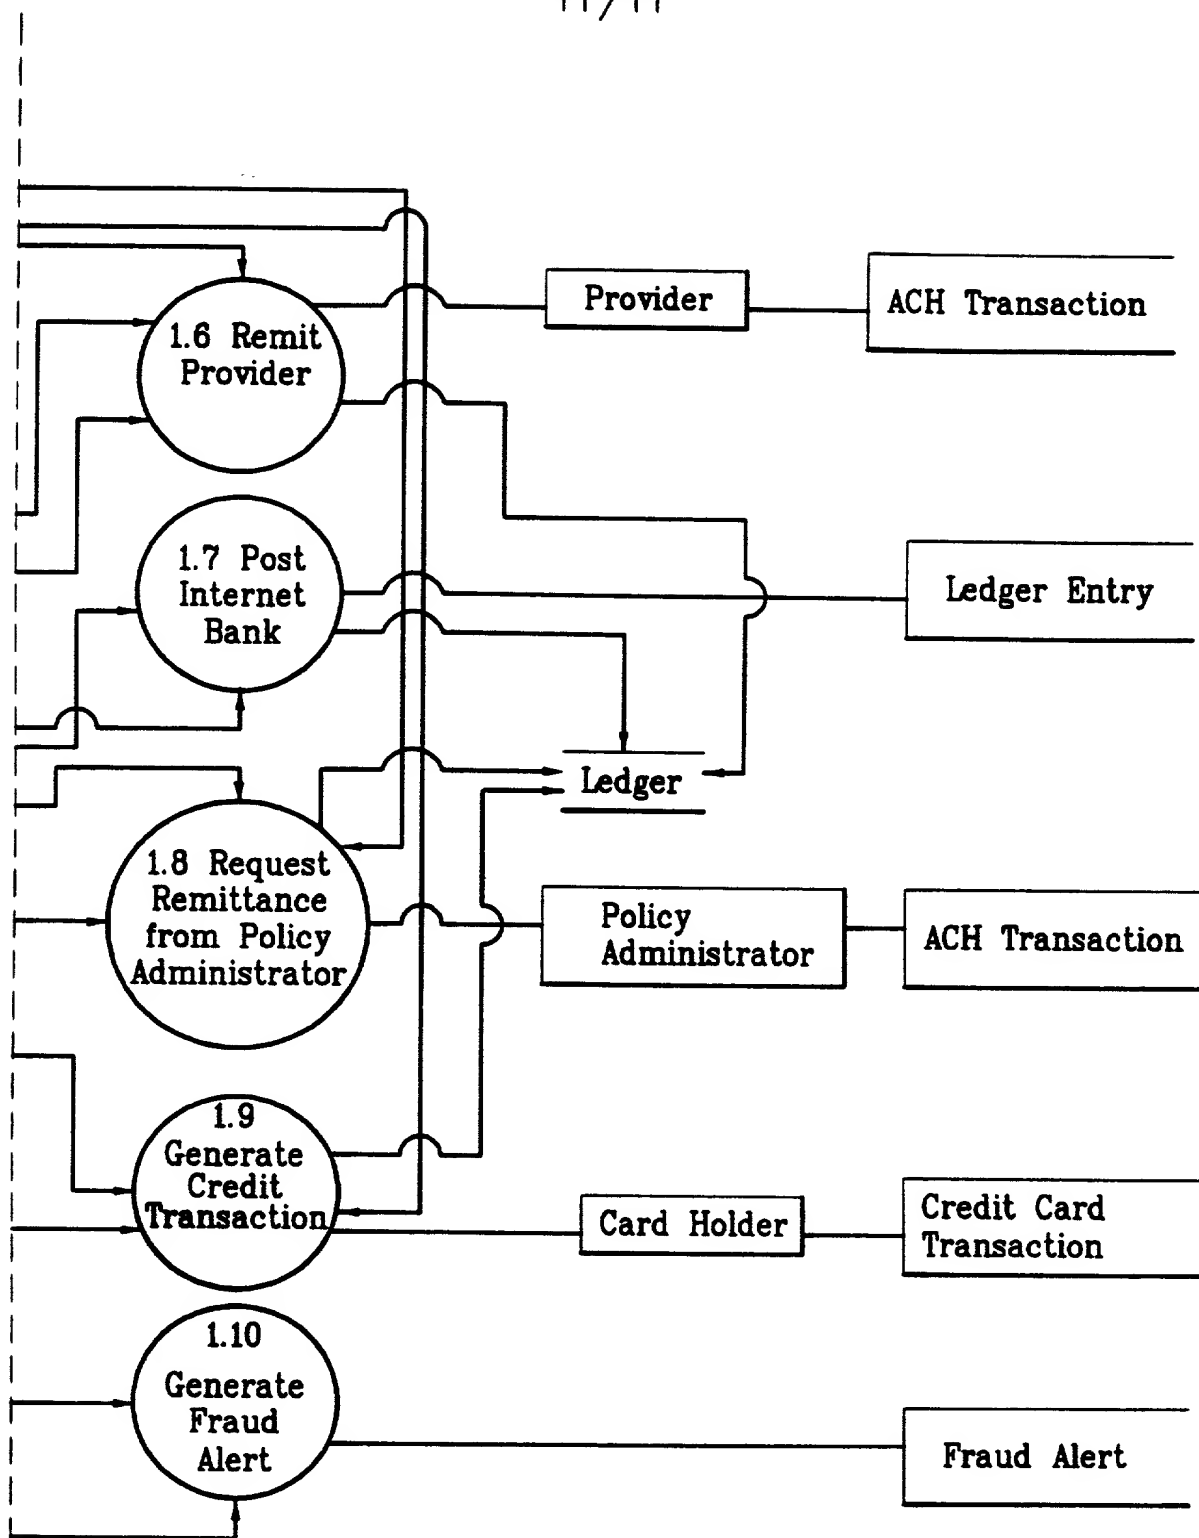 1.6 Remit
Provider
Provider
ACH Transaction
1.7 Post
Internet
Bank
Ledger Entry
Ledger
1.8 Request
Remittance
from Policy
Administrator
Policy
Administrator
ACH Transaction
1.9
Generate
Credit
Transaction
Card Holder
Credit Card
Transaction
1.10
Generate
Fraud
Alert
Fraud Alert